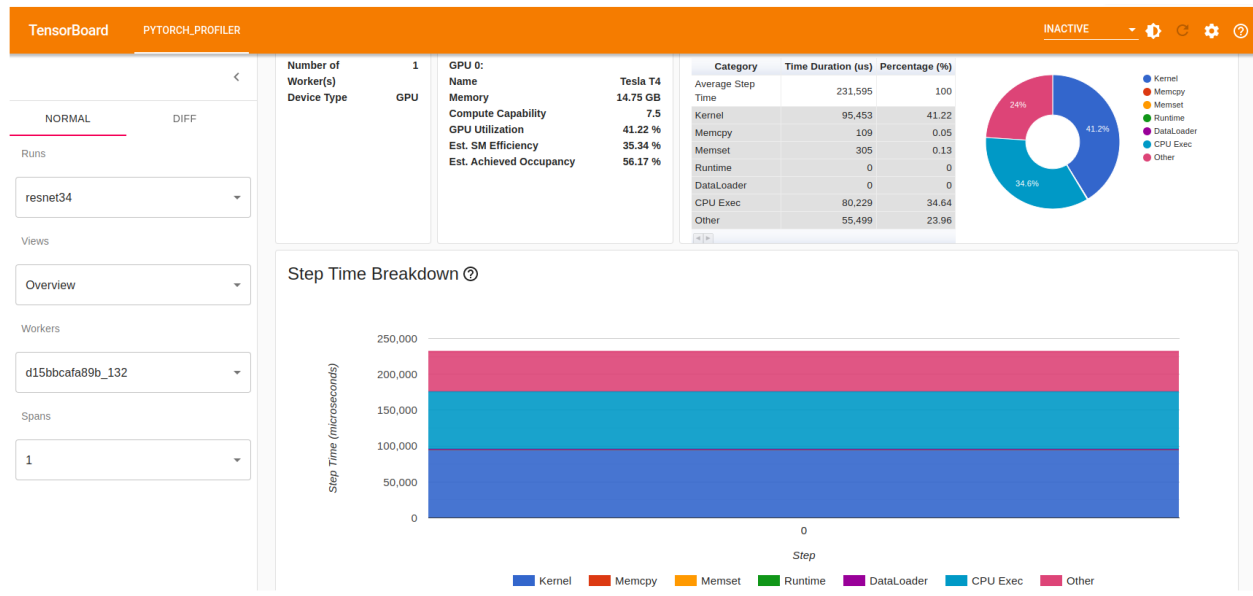 TensorBoard PYTORCH_PROFILER INACTIVE
NORMAL DIFF
Runs
resnet34
Views
Overview
Workers
d15bbcafa89b_132
Spans
1
Number of Worker(s) 1
Device Type GPU
GPU 0:
Name Tesla T4
Memory 14.75 GB
Compute Capability 7.5
GPU Utilization 41.22 %
Est. SM Efficiency 35.34 %
Est. Achieved Occupancy 56.17 %
Category Time Duration (us) Percentage (%)
Average Step Time 231,595 100
Kernel 95,453 41.22
Memcpy 109 0.05
Memset 305 0.13
Runtime 0 0
DataLoader 0 0
CPU Exec 80,229 34.64
Other 55,499 23.96
24%
41.2%
34.6%
Kernel
Memcpy
Memset
Runtime
DataLoader
CPU Exec
Other
Step Time Breakdown
Step Time (microseconds)
250,000
200,000
150,000
100,000
50,000
0
0
Step
Kernel Memcpy Memset Runtime DataLoader CPU Exec Other